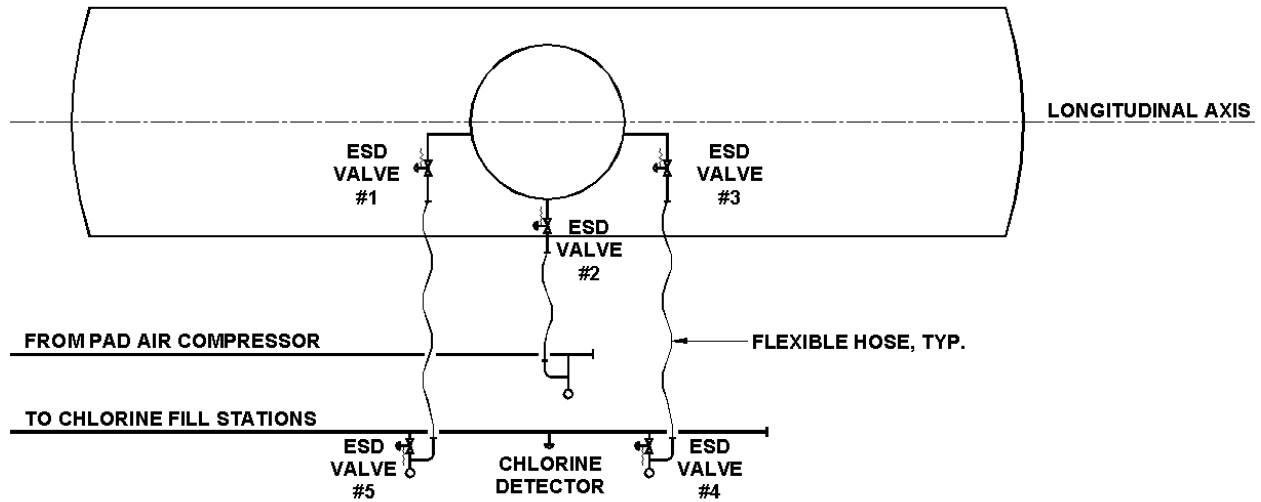 LONGITUDINAL AXIS
ESD
VALVE
#1
ESD
VALVE
#3
ESD
VALVE
#2
FROM PAD AIR COMPRESSOR
FLEXIBLE HOSE, TYP.
TO CHLORINE FILL STATIONS
ESD
VALVE
#5
CHLORINE
DETECTOR
ESD
VALVE
#4